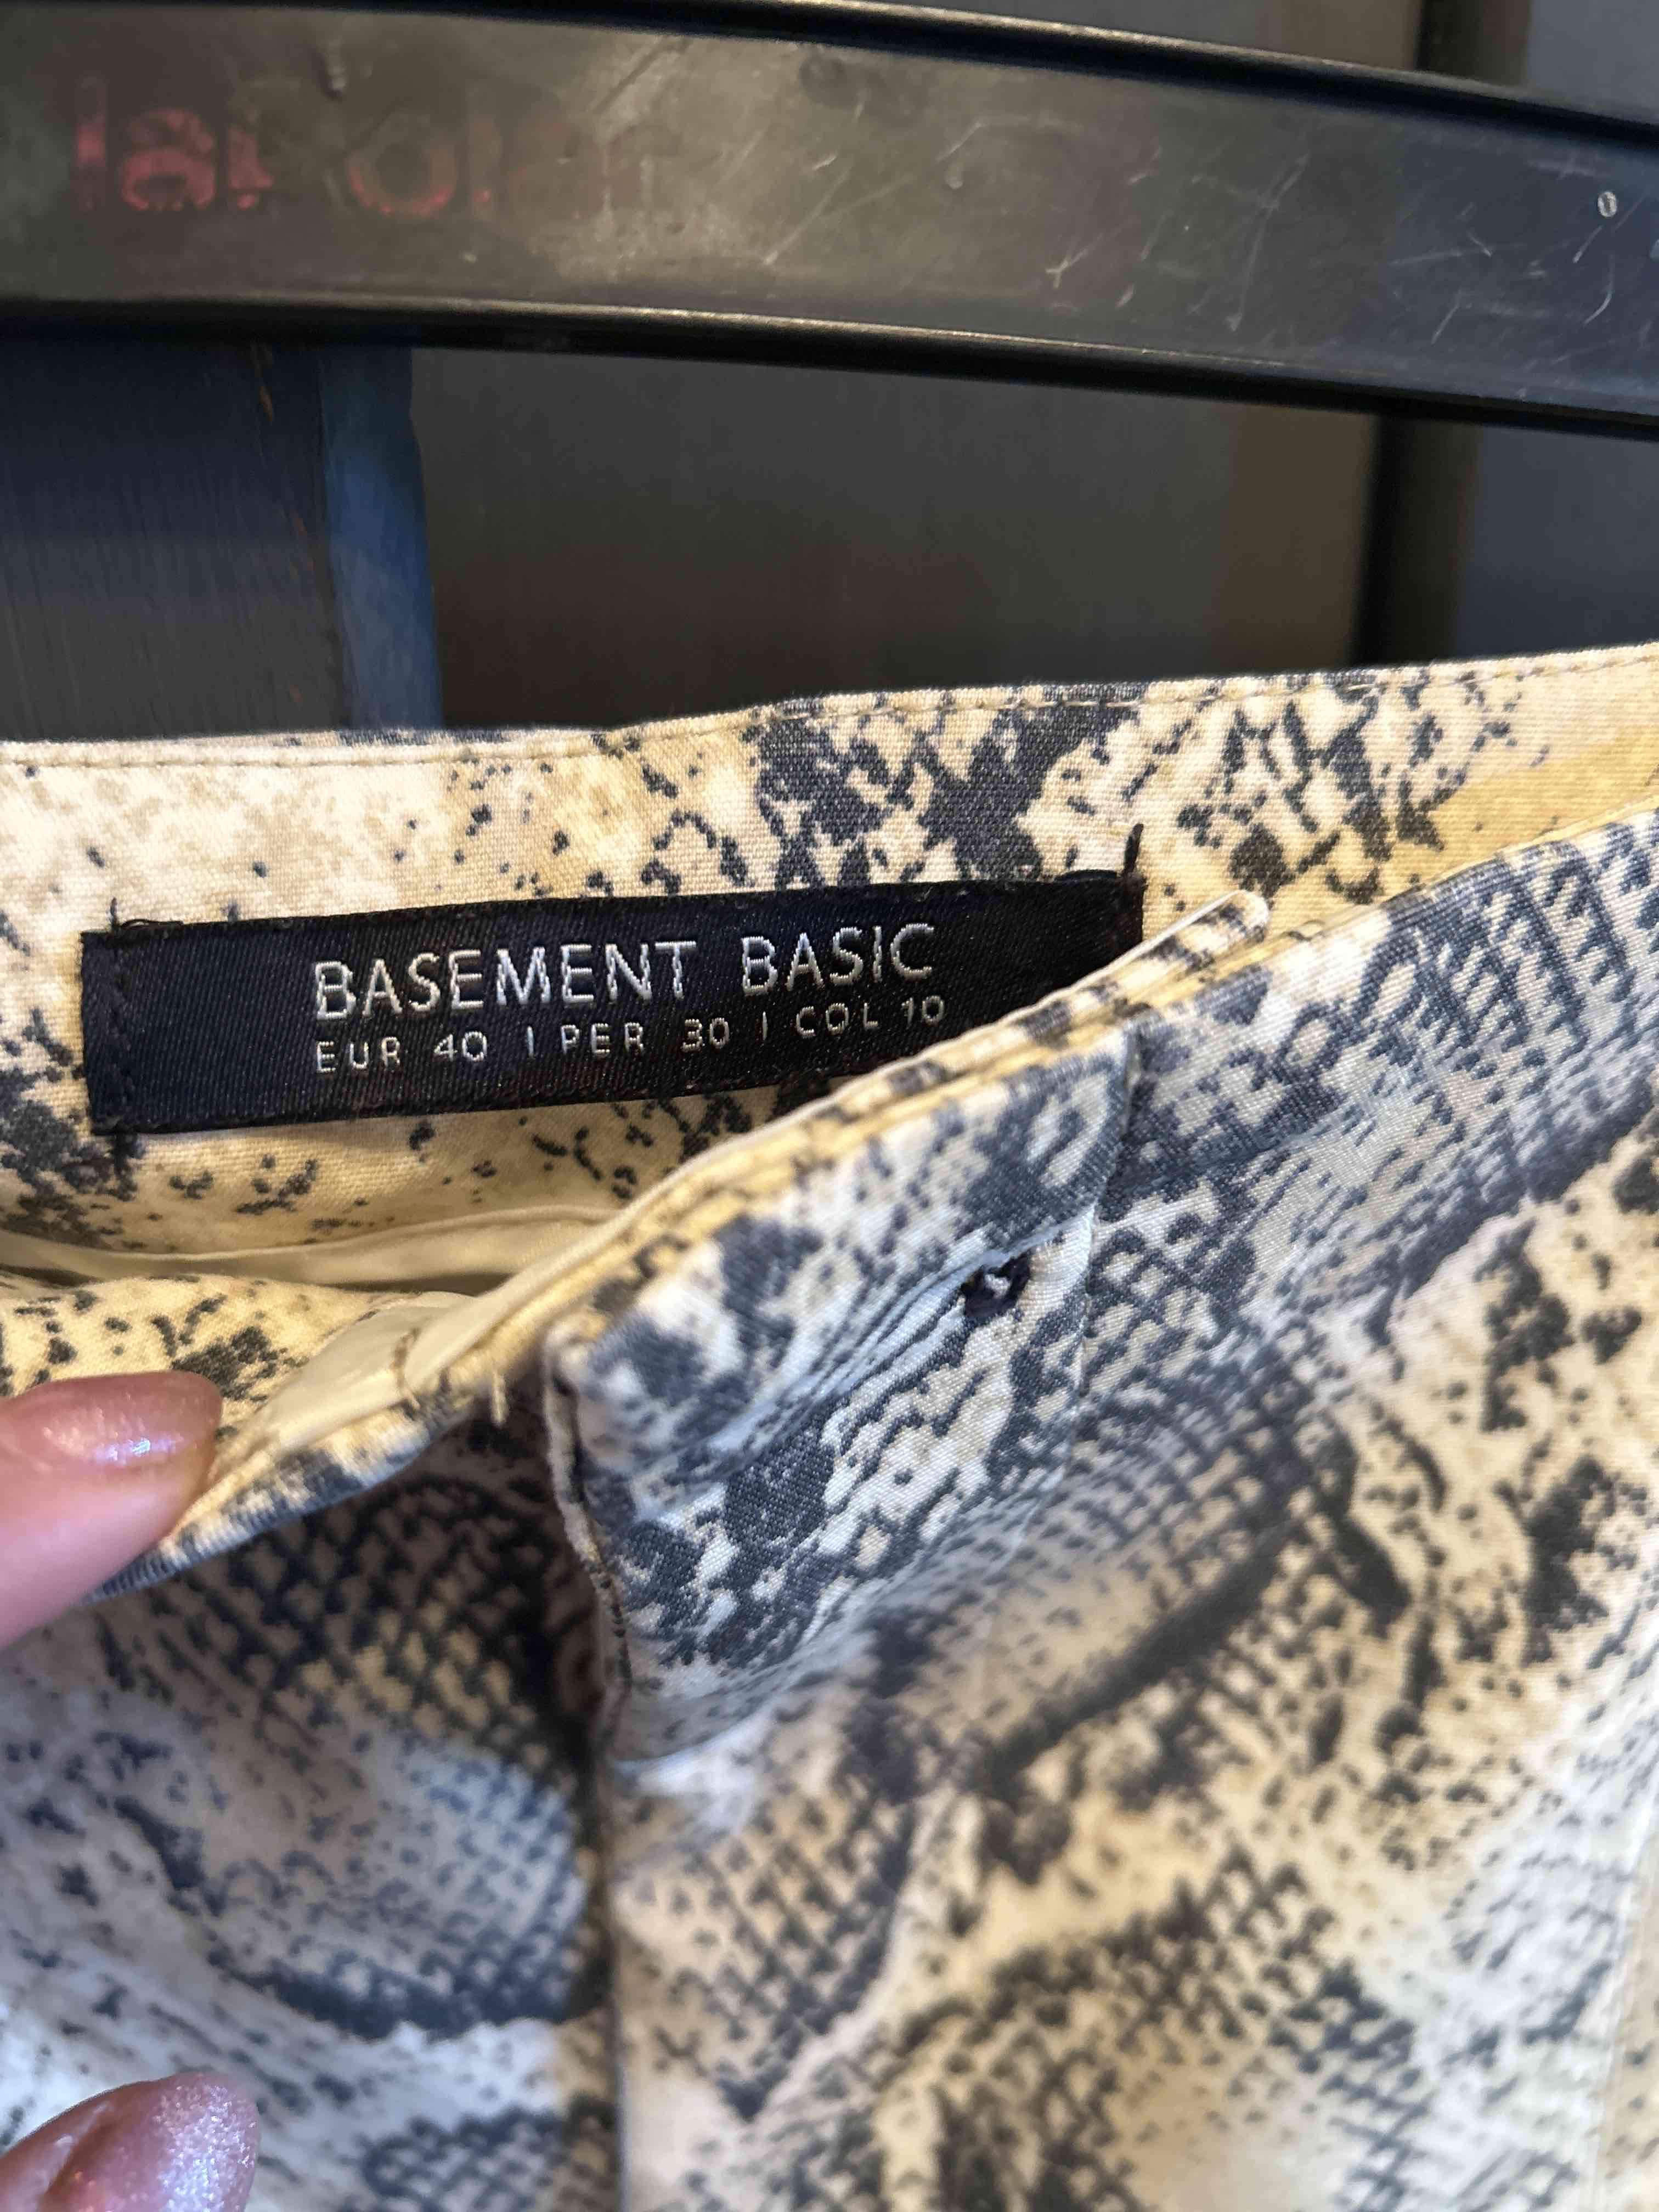 BASEMENT BASIC
EUR 40 | PER 30 | COL 10